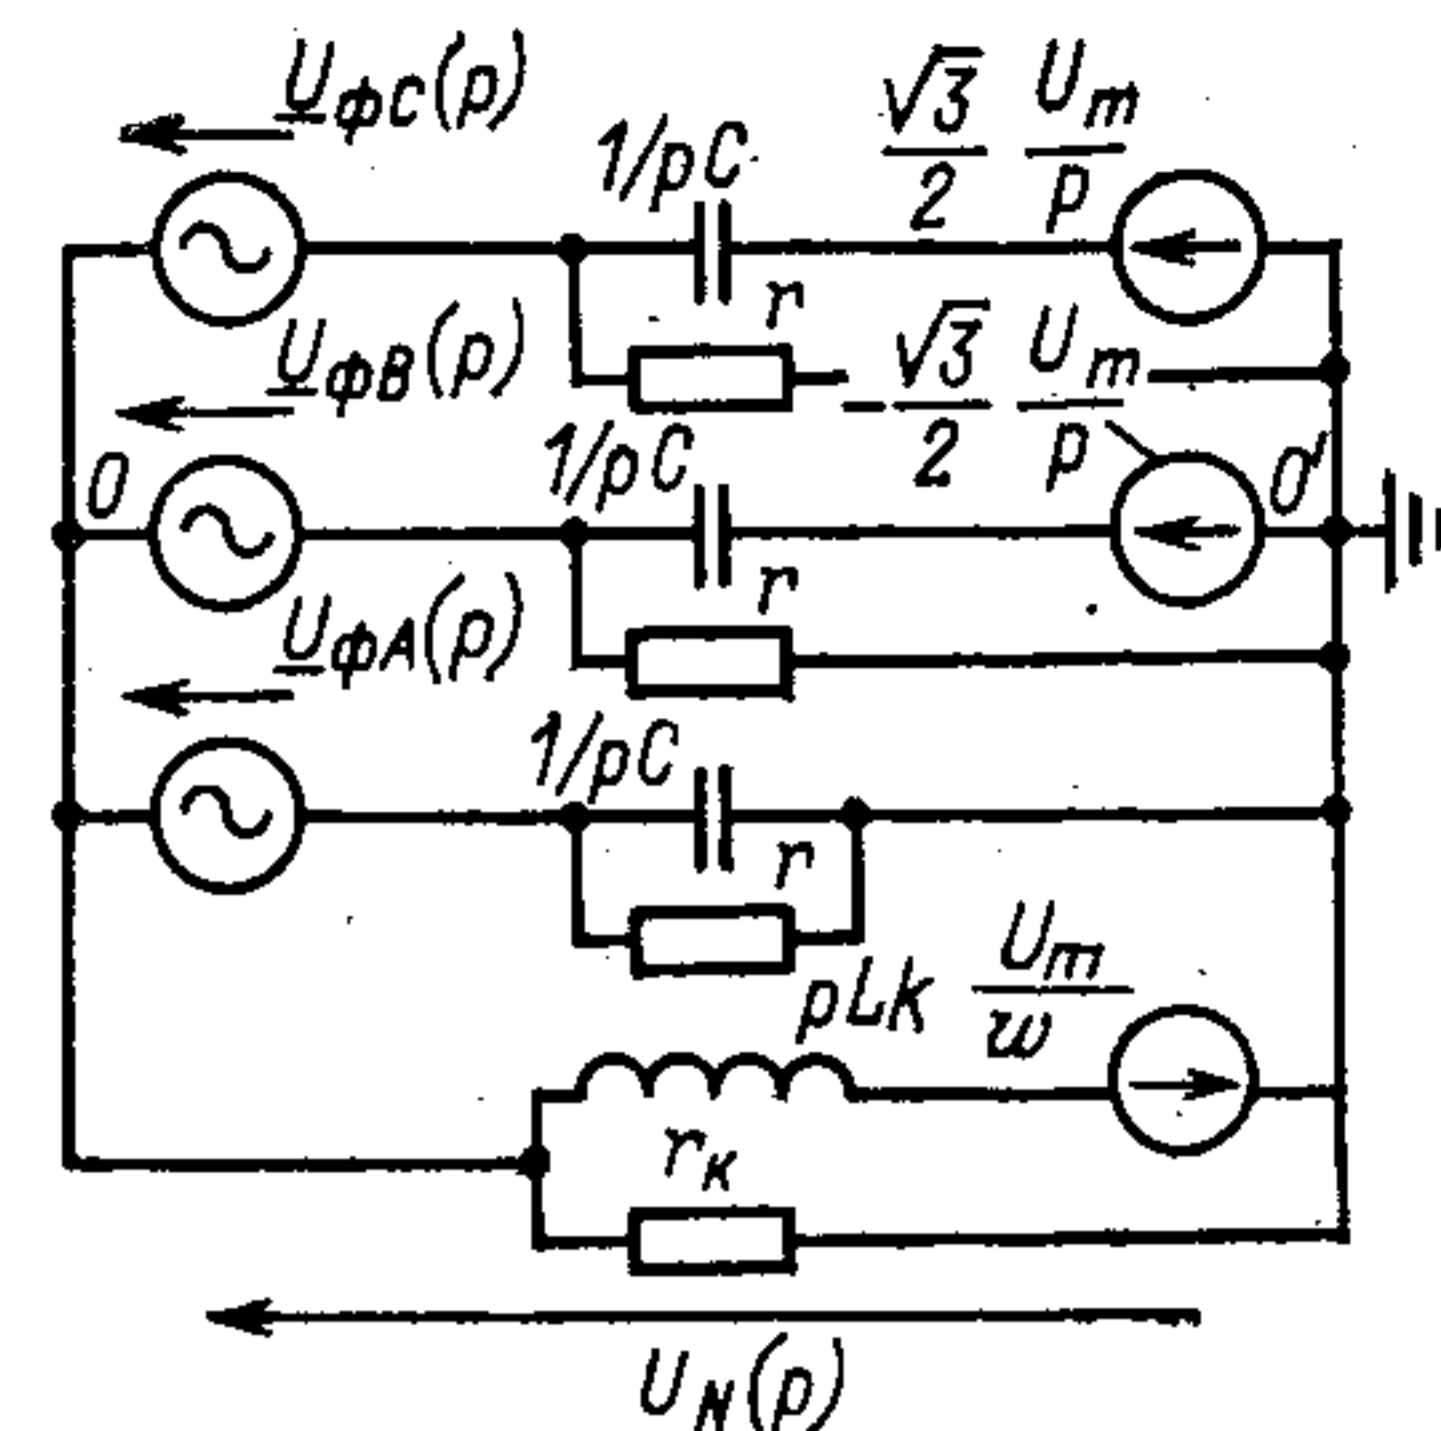 U̲фC(p)
1/pC
√3/2 Um/p
r
U̲фB(p)
-√3/2 Um/p
0
1/pC
0'
r
U̲фA(p)
1/pC
r
pLk Um/w
rк
UN(p)